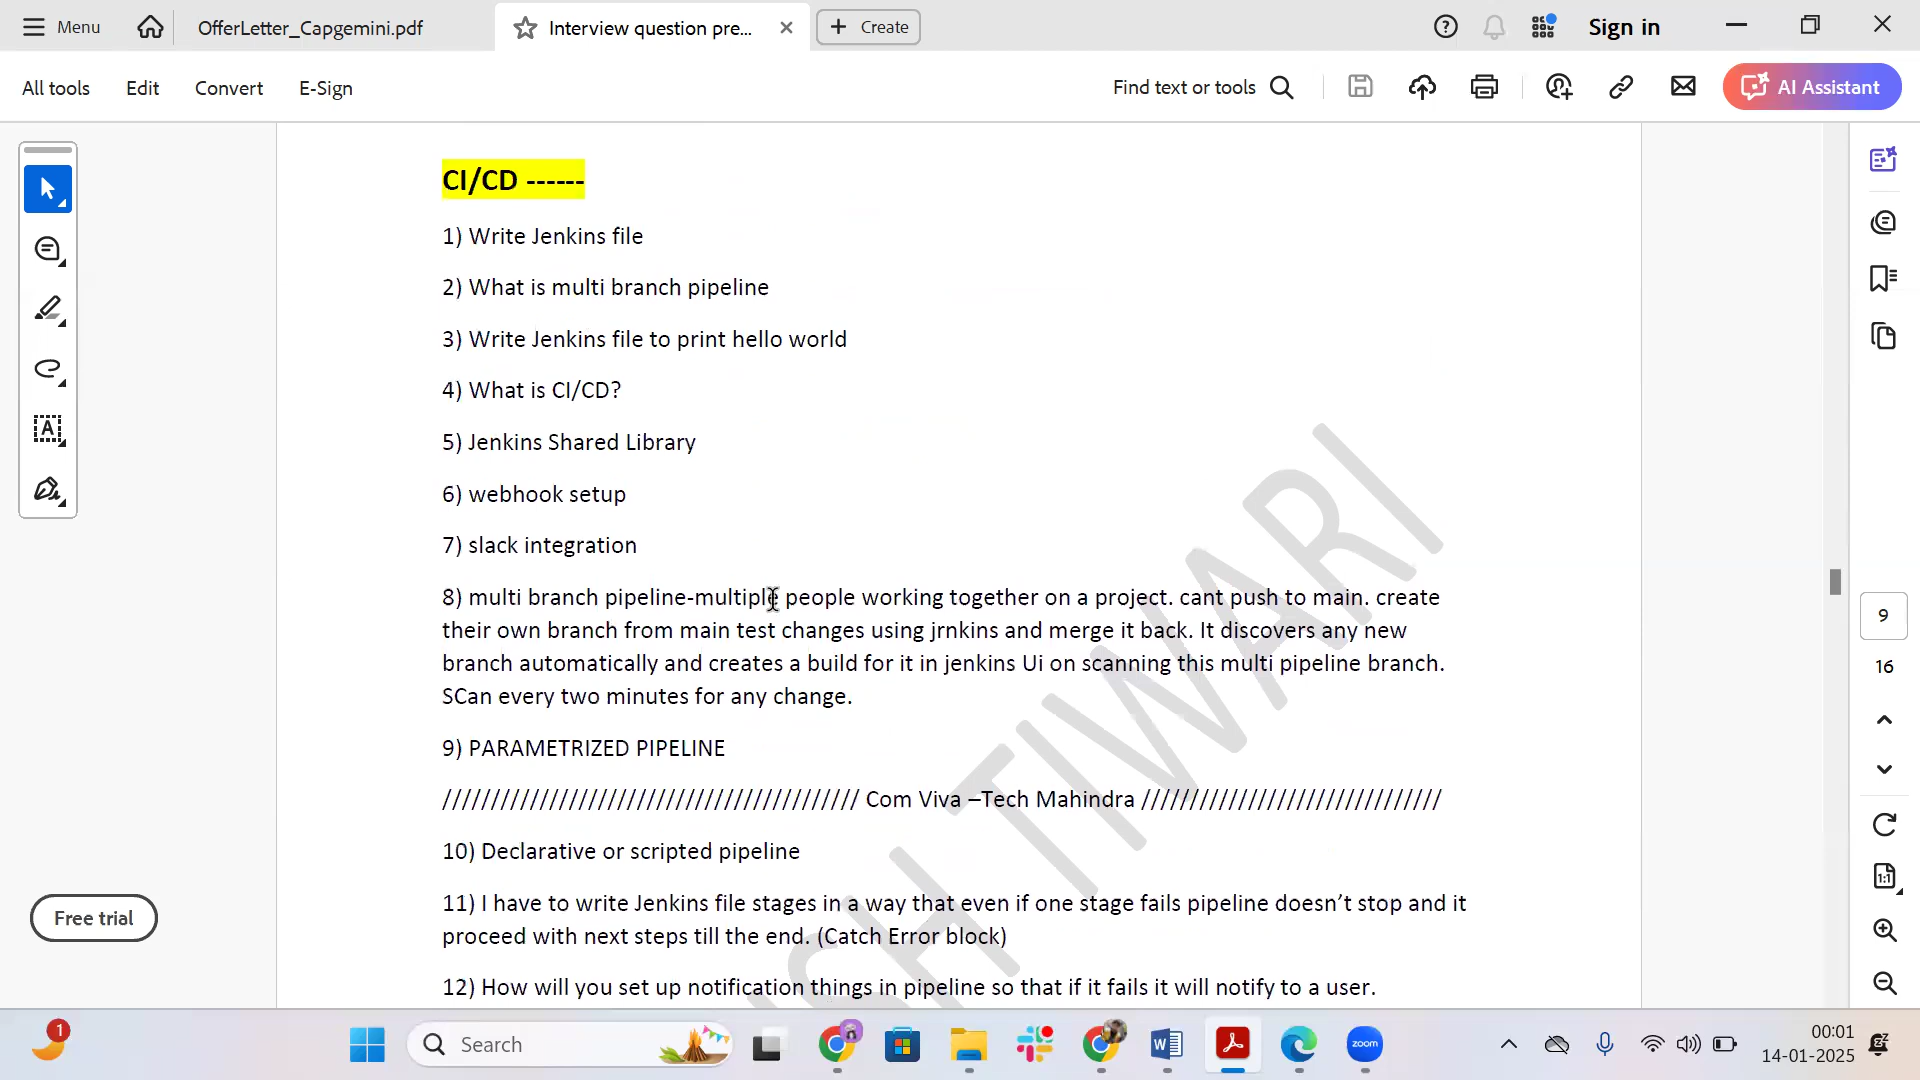 Menu
OfferLetter_Capgemini.pdf
Interview question pre...
Create
Sign in
All tools
Edit
Convert
E-Sign
Find text or tools
AI Assistant
CI/CD ------
1) Write Jenkins file
2) What is multi branch pipeline
3) Write Jenkins file to print hello world
4) What is CI/CD?
5) Jenkins Shared Library
6) webhook setup
7) slack integration
8) multi branch pipeline-multiple people working together on a project. cant push to main. create
their own branch from main test changes using jrnkins and merge it back. It discovers any new
branch automatically and creates a build for it in jenkins Ui on scanning this multi pipeline branch.
SCan every two minutes for any change.
9) PARAMETRIZED PIPELINE
/////////////////////////////////////////// Com Viva –Tech Mahindra ///////////////////////////////
10) Declarative or scripted pipeline
11) I have to write Jenkins file stages in a way that even if one stage fails pipeline doesn’t stop and it
proceed with next steps till the end. (Catch Error block)
12) How will you set up notification things in pipeline so that if it fails it will notify to a user.
SH TIWARI
9
16
1:1
Free trial
1
Search
zoom
00:01
14-01-2025